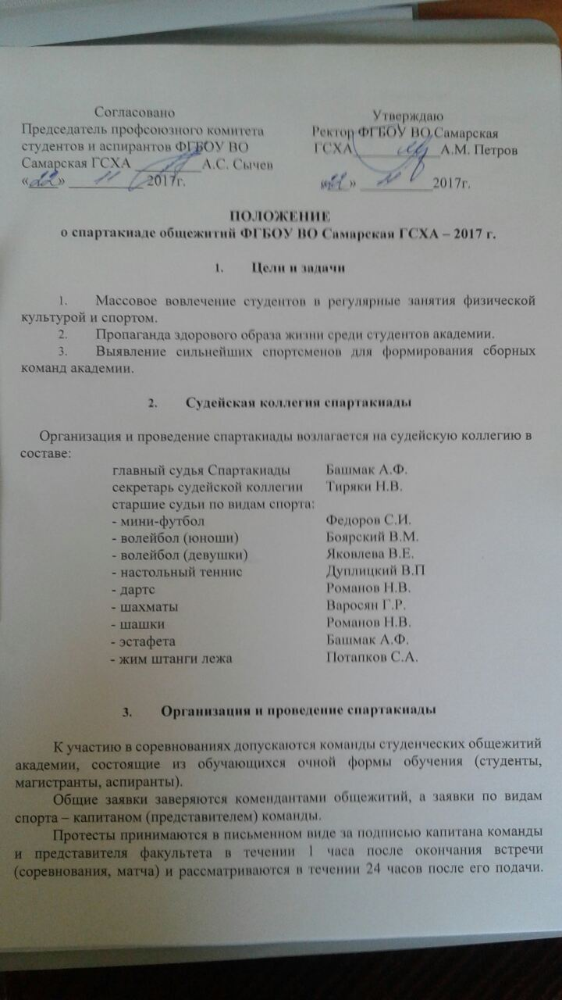 Согласовано
Председатель профсоюзного комитета
студентов и аспирантов ФГБОУ ВО
Самарская ГСХА _________ А.С. Сычев
«22» 11 2017г.
Утверждаю
Ректор ФГБОУ ВО Самарская
ГСХА ____________ А.М. Петров
«22» __________2017г.
ПОЛОЖЕНИЕ
о спартакиаде общежитий ФГБОУ ВО Самарская ГСХА – 2017 г.
1. Цели и задачи
1. Массовое вовлечение студентов в регулярные занятия физической
культурой и спортом.
2. Пропаганда здорового образа жизни среди студентов академии.
3. Выявление сильнейших спортсменов для формирования сборных
команд академии.
2. Судейская коллегия спартакиады
Организация и проведение спартакиады возлагается на судейскую коллегию в
составе:
главный судья Спартакиады Башмак А.Ф.
секретарь судейской коллегии Тиряки Н.В.
старшие судьи по видам спорта:
- мини-футбол Федоров С.И.
- волейбол (юноши) Боярский В.М.
- волейбол (девушки) Яковлева В.Е.
- настольный теннис Дуплицкий В.П
- дартс Романов Н.В.
- шахматы Варосян Г.Р.
- шашки Романов Н.В.
- эстафета Башмак А.Ф.
- жим штанги лежа Потапков С.А.
3. Организация и проведение спартакиады
К участию в соревнованиях допускаются команды студенческих общежитий
академии, состоящие из обучающихся очной формы обучения (студенты,
магистранты, аспиранты).
Общие заявки заверяются комендантами общежитий, а заявки по видам
спорта – капитаном (представителем) команды.
Протесты принимаются в письменном виде за подписью капитана команды
и представителя факультета в течении 1 часа после окончания встречи
(соревнования, матча) и рассматриваются в течении 24 часов после его подачи.